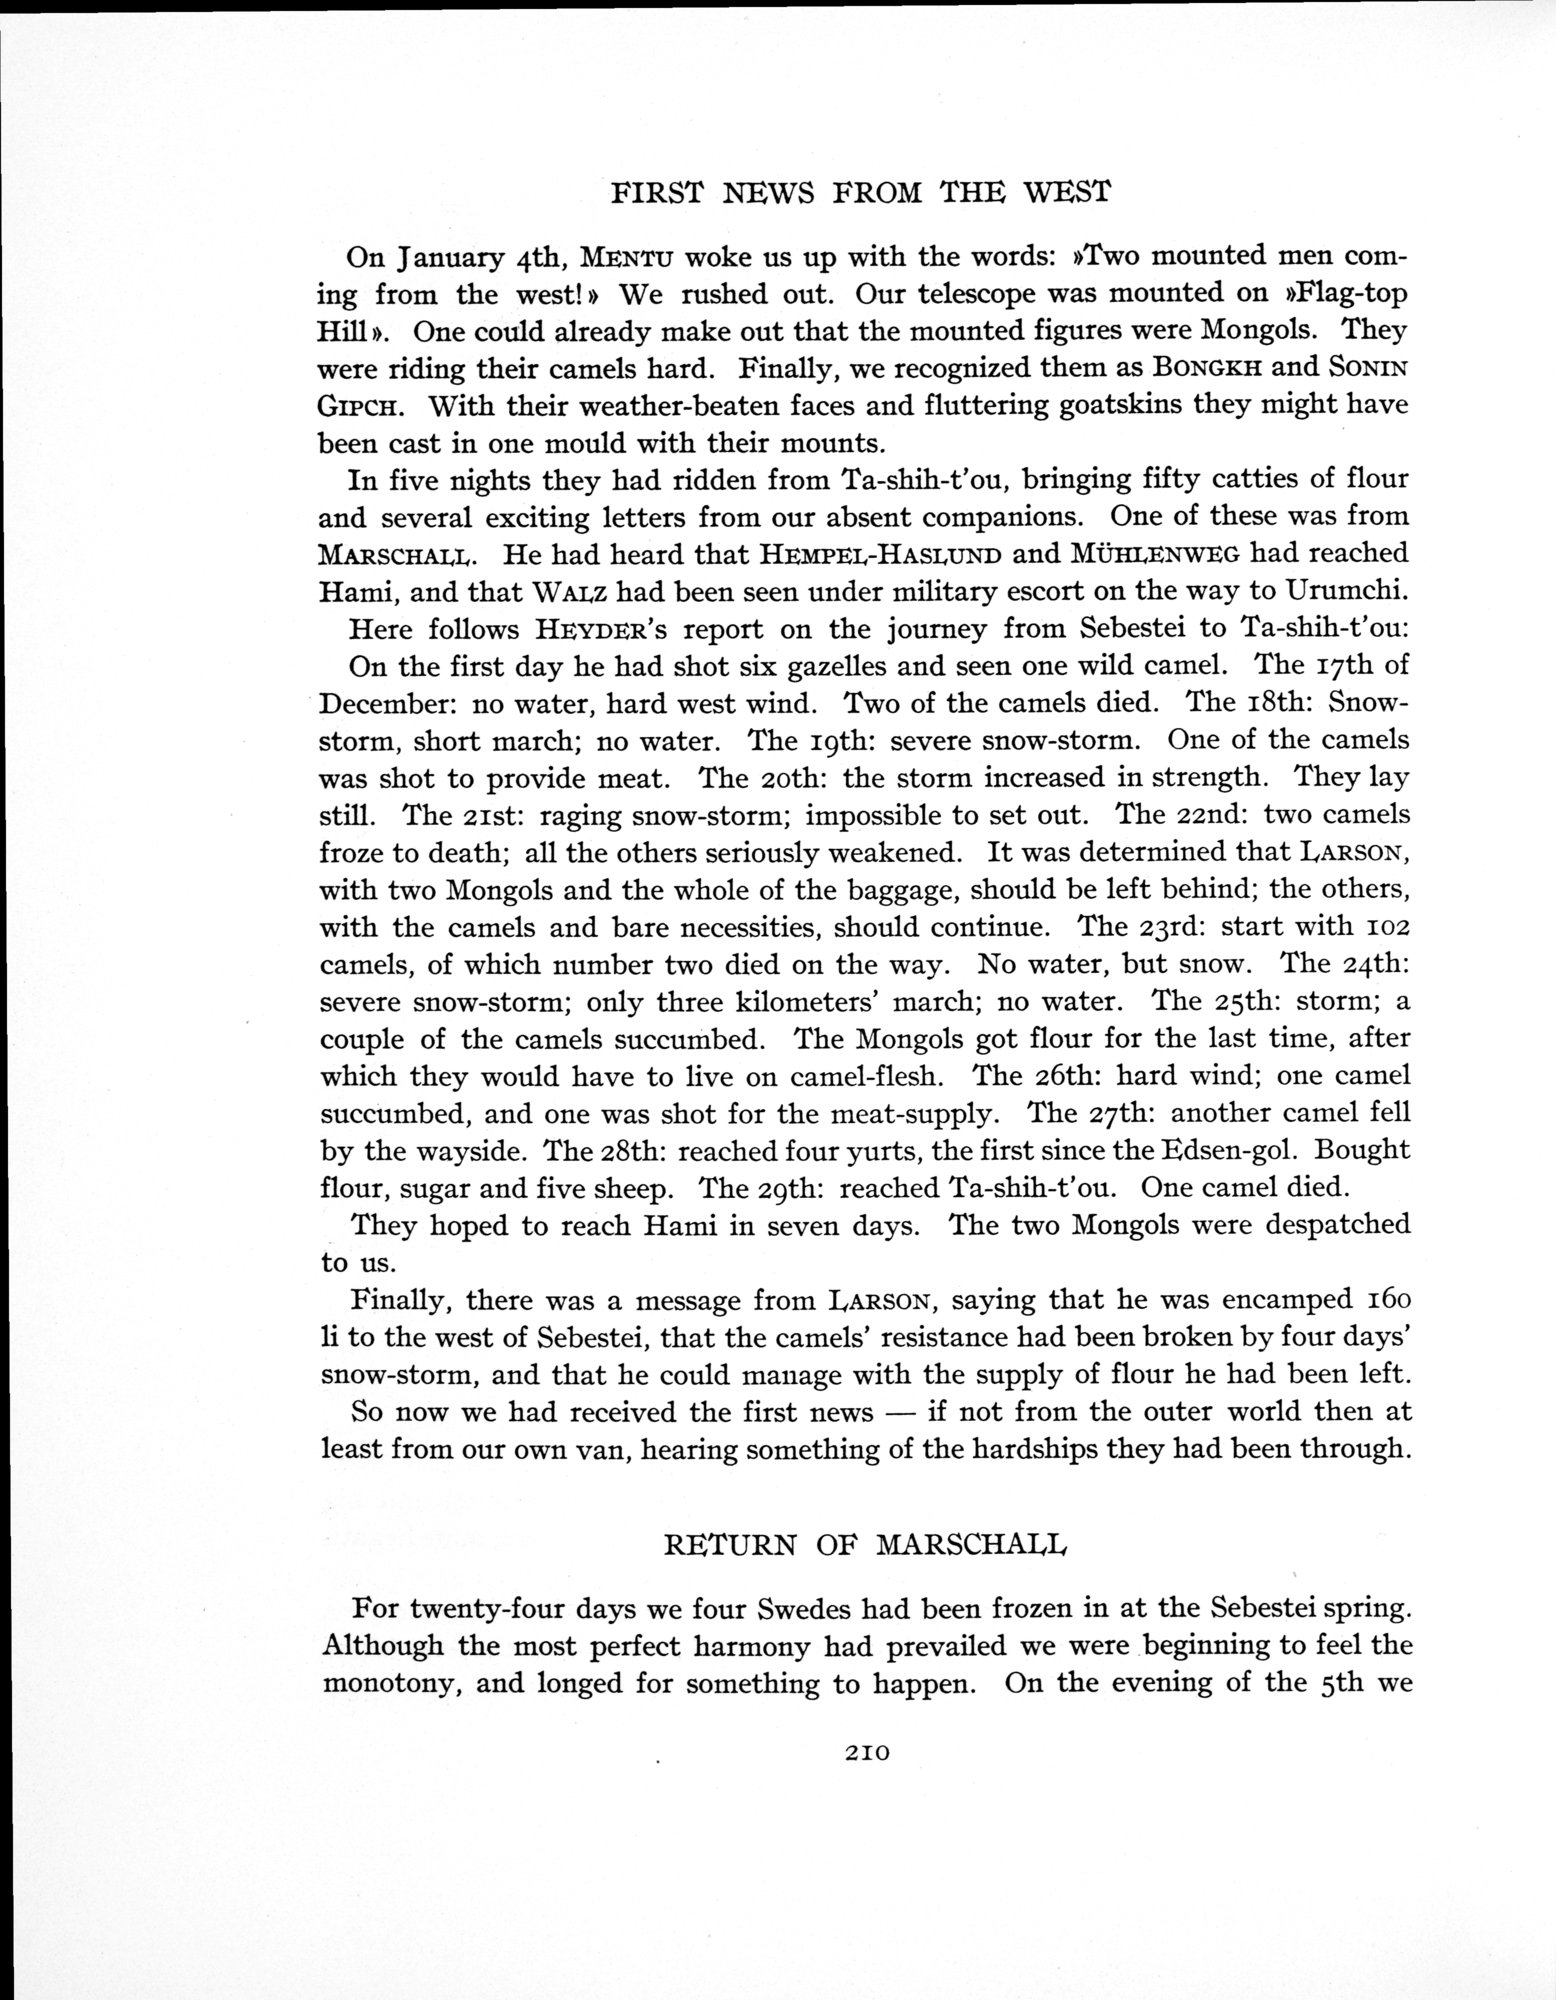 FIRST NEWS FROM THE WEST
On January 4th, MENTU woke us up with the words: »Two mounted men com-
ing from the west!» We rushed out. Our telescope was mounted on »Flag-top
Hill». One could already make out that the mounted figures were Mongols. They
were riding their camels hard. Finally, we recognized them as BONGKH and SONIN
GIPCH. With their weather-beaten faces and fluttering goatskins they might have
been cast in one mould with their mounts.
In five nights they had ridden from Ta-shih-t'ou, bringing fifty catties of flour
and several exciting letters from our absent companions. One of these was from
MARSCHALL. He had heard that HEMPEL-HASLUND and MÜHLENWEG had reached
Hami, and that WALZ had been seen under military escort on the way to Urumchi.
Here follows HEYDER's report on the journey from Sebestei to Ta-shih-t'ou:
On the first day he had shot six gazelles and seen one wild camel. The 17th of
December: no water, hard west wind. Two of the camels died. The 18th: Snow-
storm, short march; no water. The 19th: severe snow-storm. One of the camels
was shot to provide meat. The 20th: the storm increased in strength. They lay
still. The 21st: raging snow-storm; impossible to set out. The 22nd: two camels
froze to death; all the others seriously weakened. It was determined that LARSON,
with two Mongols and the whole of the baggage, should be left behind; the others,
with the camels and bare necessities, should continue. The 23rd: start with 102
camels, of which number two died on the way. No water, but snow. The 24th:
severe snow-storm; only three kilometers' march; no water. The 25th: storm; a
couple of the camels succumbed. The Mongols got flour for the last time, after
which they would have to live on camel-flesh. The 26th: hard wind; one camel
succumbed, and one was shot for the meat-supply. The 27th: another camel fell
by the wayside. The 28th: reached four yurts, the first since the Edsen-gol. Bought
flour, sugar and five sheep. The 29th: reached Ta-shih-t'ou. One camel died.
They hoped to reach Hami in seven days. The two Mongols were despatched
to us.
Finally, there was a message from LARSON, saying that he was encamped 160
li to the west of Sebestei, that the camels' resistance had been broken by four days'
snow-storm, and that he could manage with the supply of flour he had been left.
So now we had received the first news — if not from the outer world then at
least from our own van, hearing something of the hardships they had been through.
RETURN OF MARSCHALL
For twenty-four days we four Swedes had been frozen in at the Sebestei spring.
Although the most perfect harmony had prevailed we were beginning to feel the
monotony, and longed for something to happen. On the evening of the 5th we
210